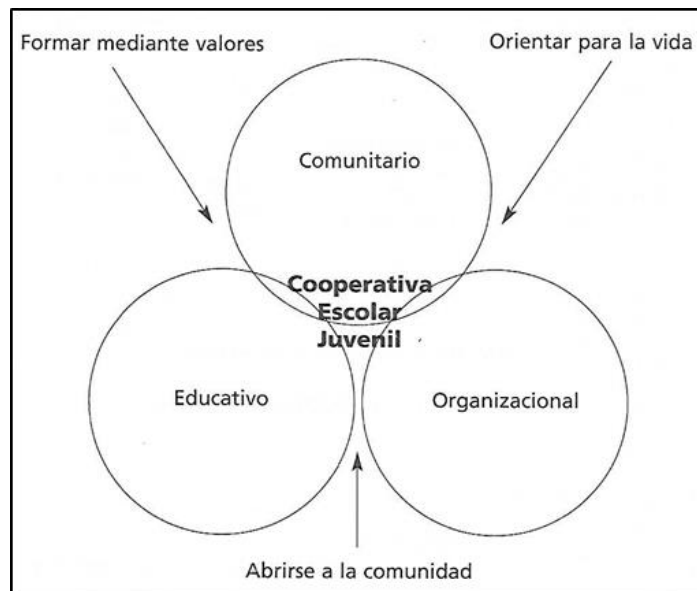 Formar mediante valores
Orientar para la vida
Comunitario
Cooperativa
Escolar
Juvenil
Educativo
Organizacional
Abrirse a la comunidad